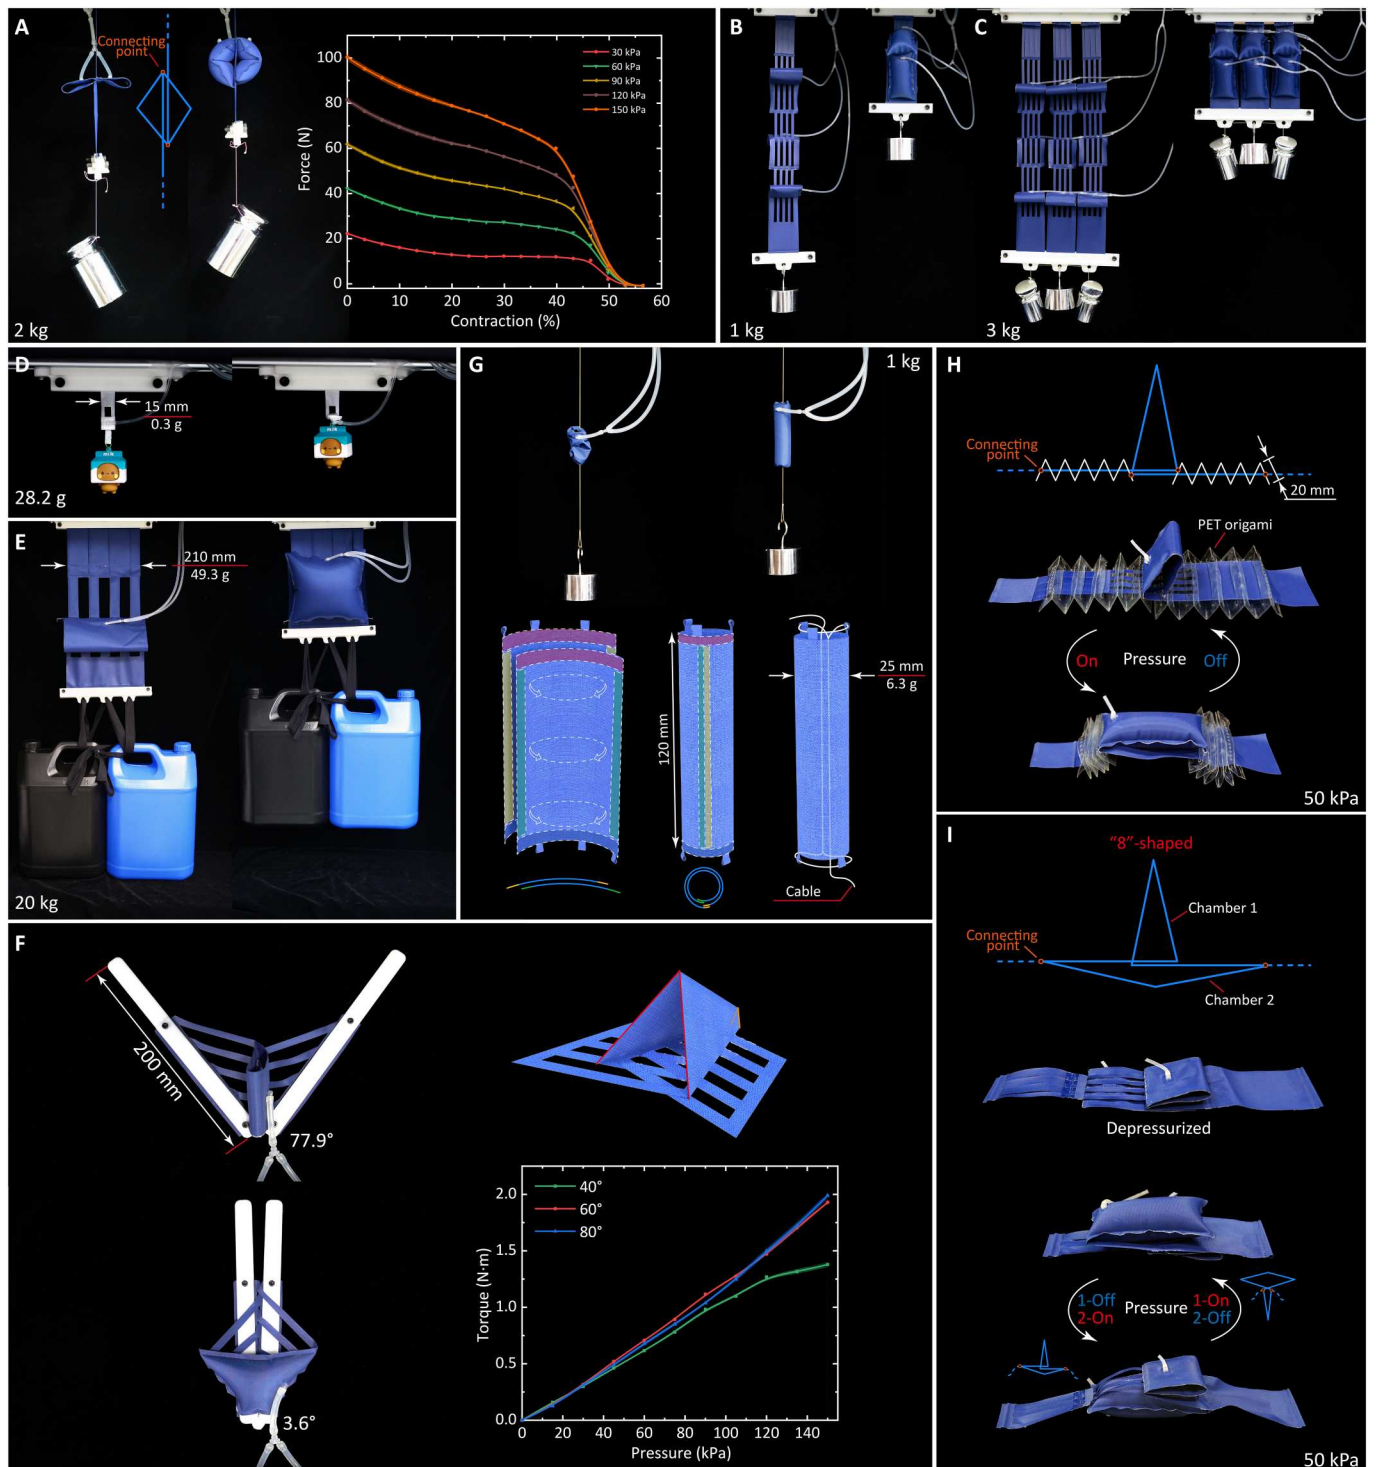 A
Connecting
point
2 kg
Force (N)
100
80
60
40
20
0
30 kPa
60 kPa
90 kPa
120 kPa
150 kPa
0
10
20
30
40
50
60
Contraction (%)
B
1 kg
C
3 kg
D
15 mm
0.3 g
28.2 g
E
210 mm
49.3 g
20 kg
G
1 kg
120 mm
25 mm
6.3 g
Cable
H
Connecting
point
20 mm
PET origami
On
Pressure
Off
50 kPa
F
200 mm
77.9°
3.6°
Torque (N·m)
2.0
1.5
1.0
0.5
0.0
40°
60°
80°
0
20
40
60
80
100
120
140
Pressure (kPa)
I
"8"-shaped
Chamber 1
Connecting
point
Chamber 2
Depressurized
1-Off
2-On
Pressure
1-On
2-Off
50 kPa